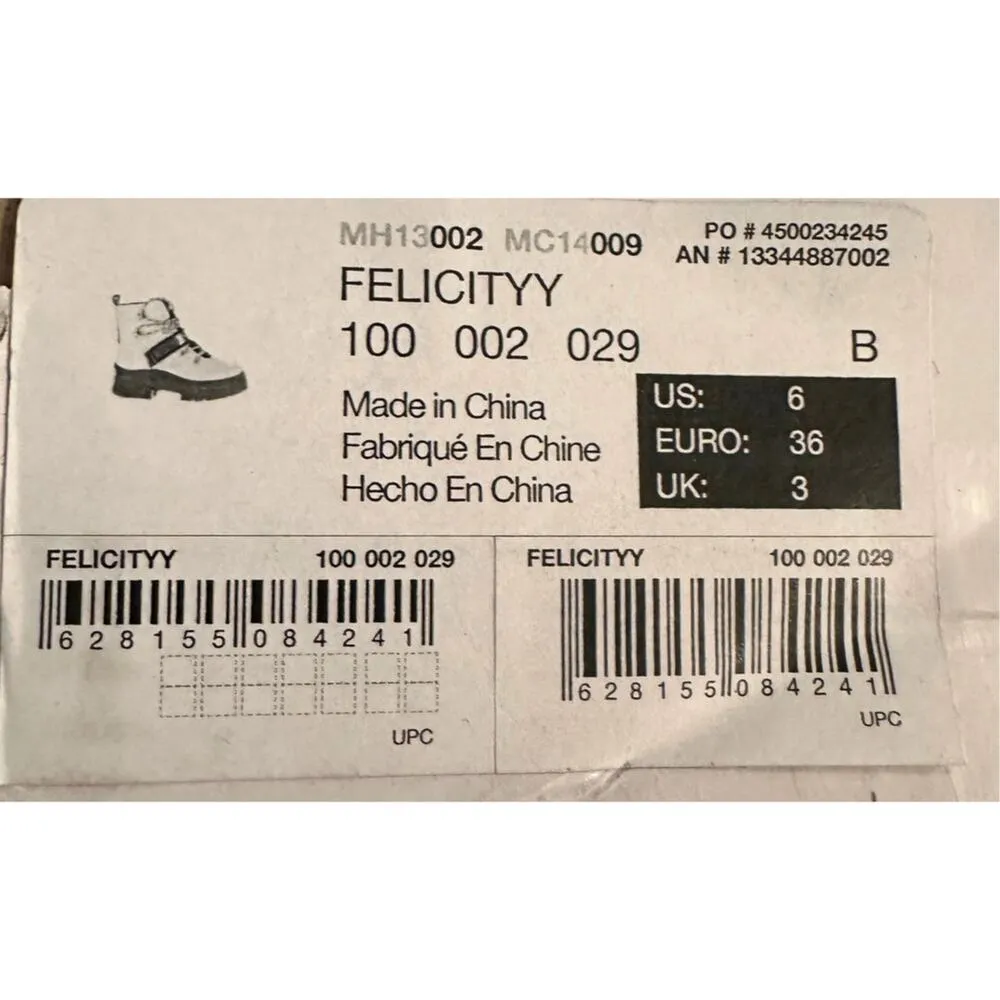 MH13002 MC14009
PO # 4500234245
AN # 13344887002
FELICITYY
100 002 029 B
Made in China
Fabriqué En Chine
Hecho En China
US: 6
EURO: 36
UK: 3
FELICITYY 100 002 029
628155 084241
UPC
FELICITYY 100 002 029
628155 084241
UPC